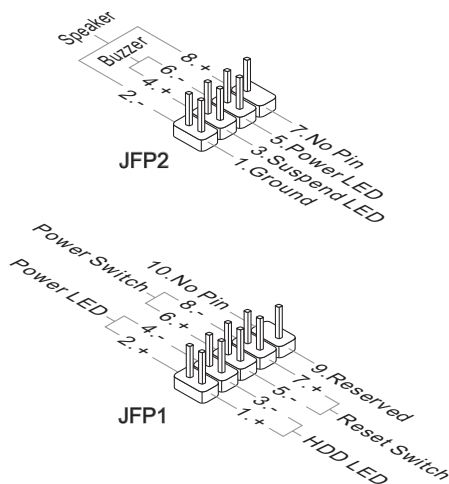 Speaker
Buzzer
8.+
6.-
4.+
2.-
7.No Pin
5.Power LED
3.Suspend LED
1.Ground
JFP2
Power Switch
Power LED
10.No Pin
8.-
6.+
4.-
2.+
9.Reserved
7.+
5.-
3.-
1.+
Reset Switch
HDD LED
JFP1